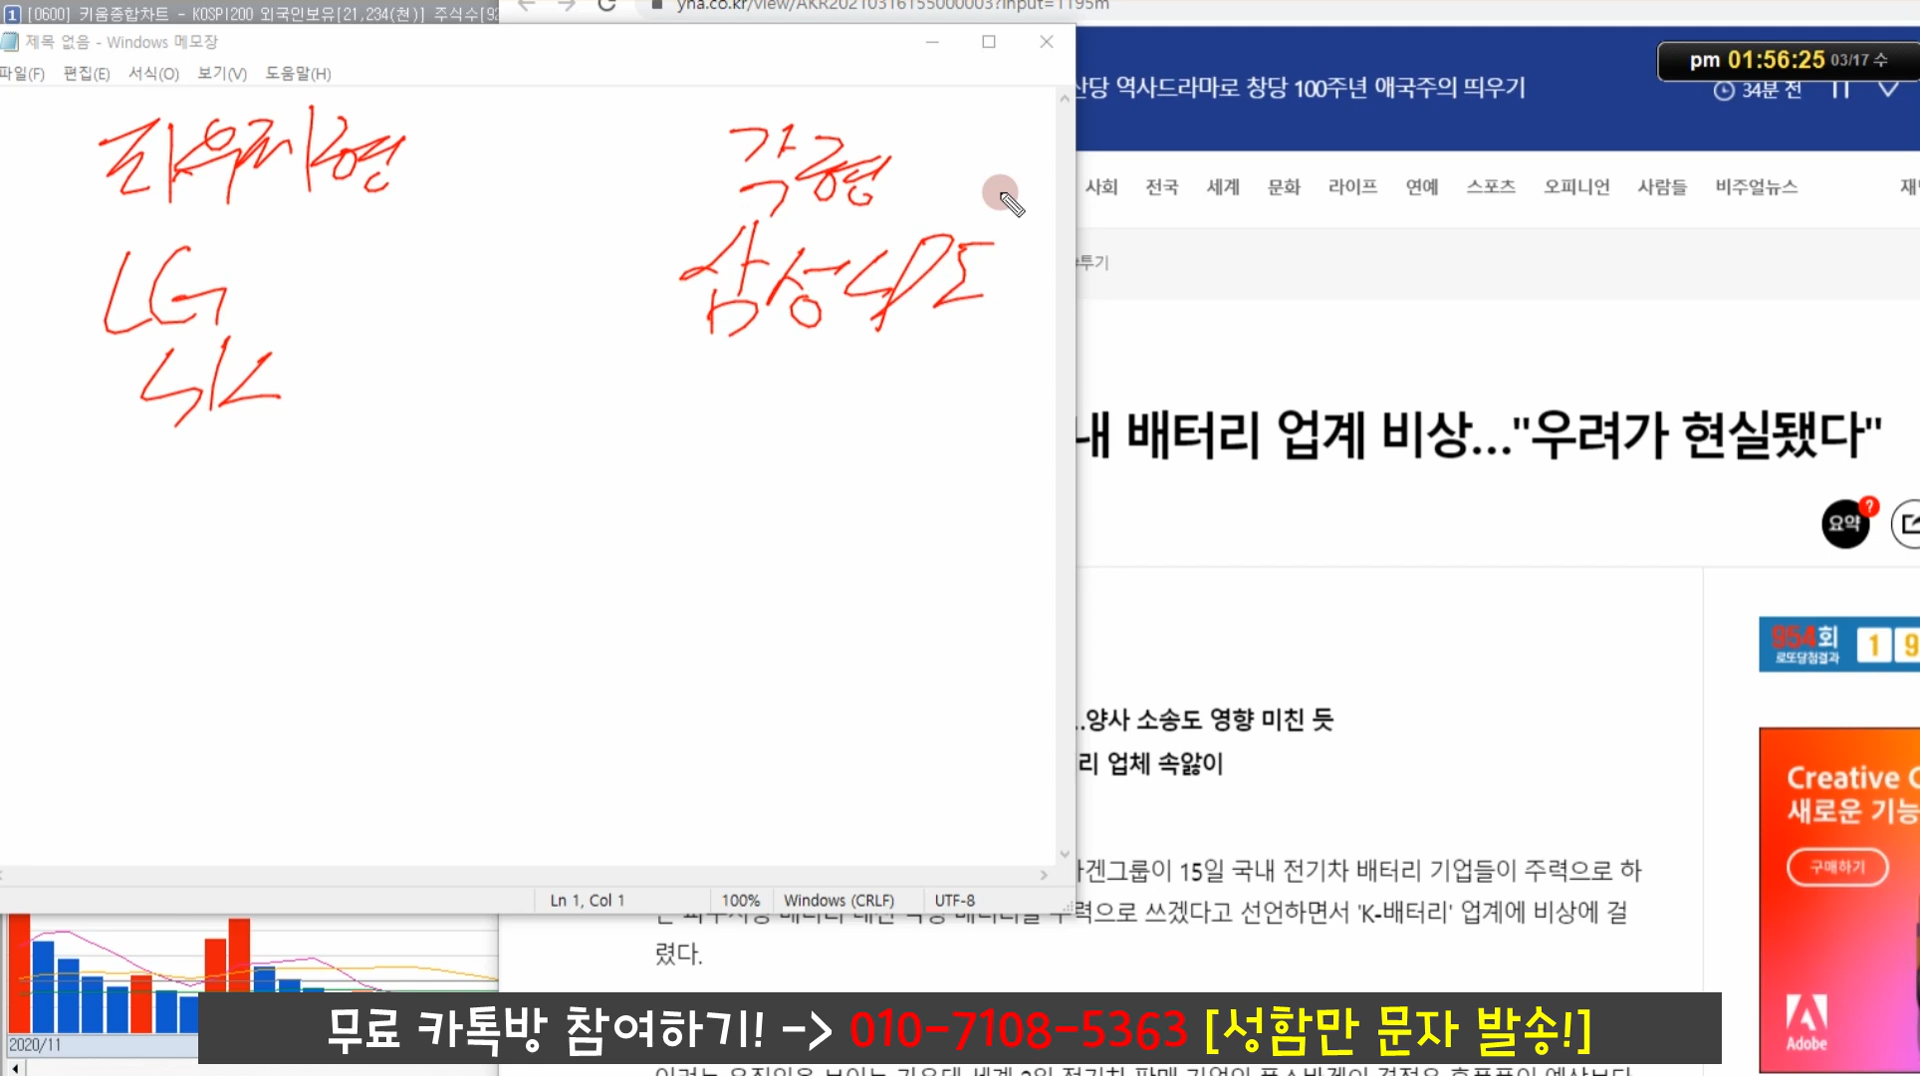 [0600] 키움종합차트 - KOSPI200 외국인보유[21,234(천)] 주식수[92
yna.co.kr/view/AKR20210316155000003?input=1195m
제목 없음 - Windows 메모장
파일(F) 편집(E) 서식(O) 보기(V) 도움말(H)
파우치형
각형
LG
삼성SDI
SK
Ln 1, Col 1 100% Windows (CRLF) UTF-8
pm 01:56:25 03/17 수
산당 역사드라마로 창당 100주년 애국주의 띄우기
34분 전
사회 전국 세계 문화 라이프 연예 스포츠 오피니언 사람들 비주얼뉴스
투기
내 배터리 업계 비상..."우려가 현실됐다"
요약
954회
로또당첨결과
1 9
..양사 소송도 영향 미친 듯
리 업체 속앓이
Creative C
새로운 기능
구매하기
Adobe
겐그룹이 15일 국내 전기차 배터리 기업들이 주력으로 하
력으로 쓰겠다고 선언하면서 'K-배터리' 업계에 비상에 걸
렸다.
2020/11
무료 카톡방 참여하기! -> 010-7108-5363 [성함만 문자 발송!]